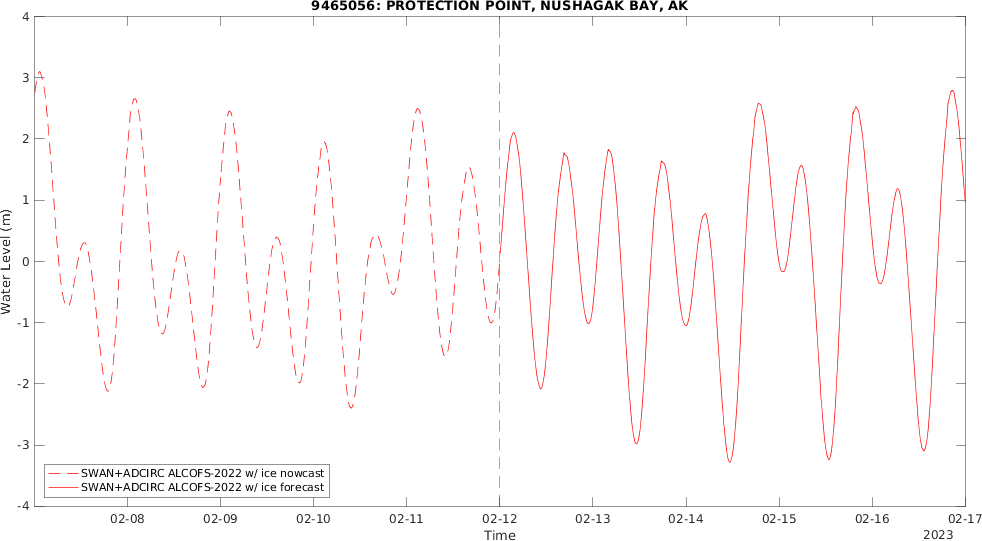 9465056: PROTECTION POINT, NUSHAGAK BAY, AK
Water Level (m)
4
3
2
1
0
-1
-2
-3
-4
SWAN+ADCIRC ALCOFS-2022 w/ ice nowcast
SWAN+ADCIRC ALCOFS-2022 w/ ice forecast
02-08 02-09 02-10 02-11 02-12 02-13 02-14 02-15 02-16 02-17
Time
2023